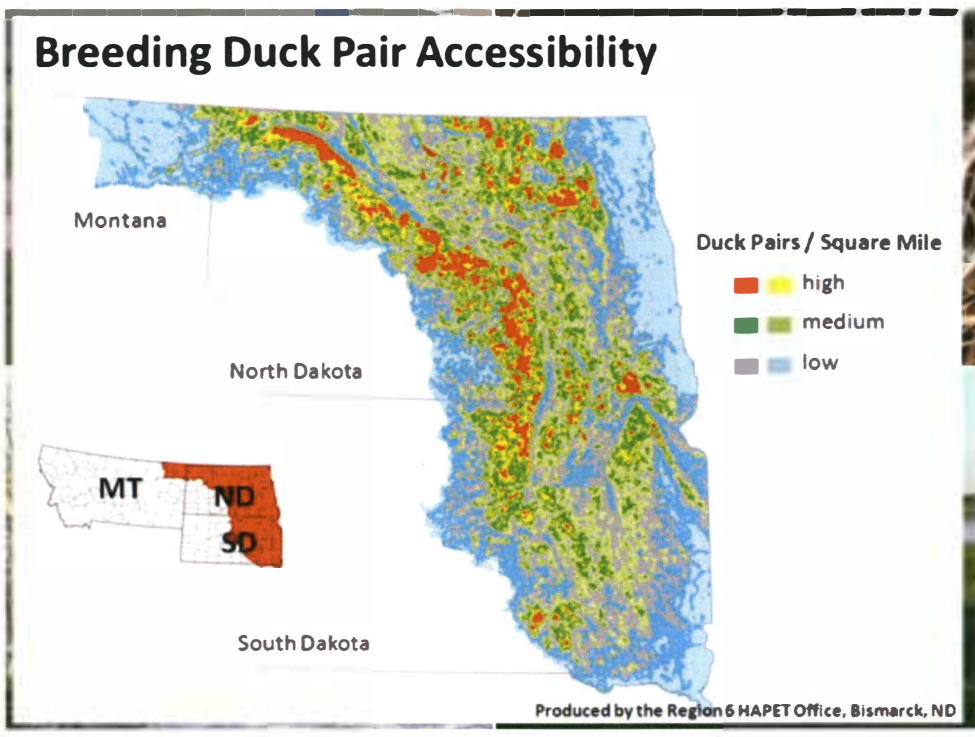 Breeding Duck Pair Accessibility
Montana
Duck Pairs / Square Mile
high
medium
low
North Dakota
MT
ND
SD
South Dakota
Produced by the Region 6 HAPET Office, Bismarck, ND